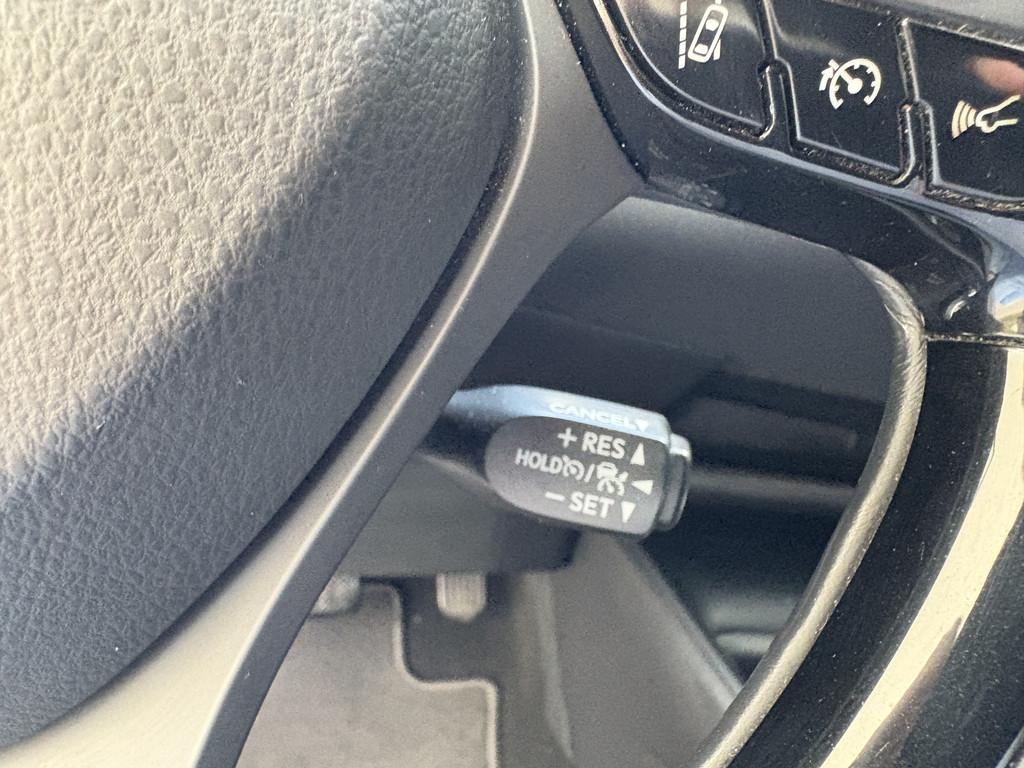 CANCEL▼
+ RES ▲
HOLD / ◀
− SET ▼